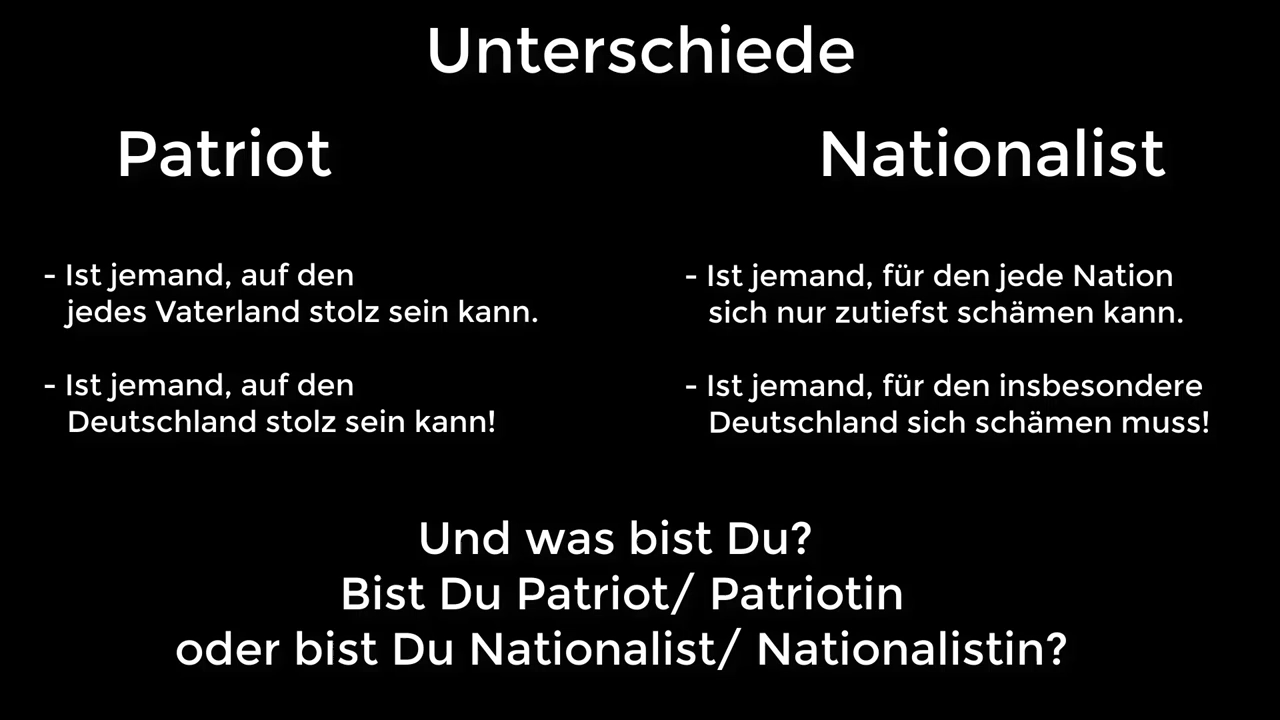 Unterschiede
Patriot
Nationalist
- Ist jemand, auf den
jedes Vaterland stolz sein kann.
- Ist jemand, auf den
Deutschland stolz sein kann!
- Ist jemand, für den jede Nation
sich nur zutiefst schämen kann.
- Ist jemand, für den insbesondere
Deutschland sich schämen muss!
Und was bist Du?
Bist Du Patriot/ Patriotin
oder bist Du Nationalist/ Nationalistin?